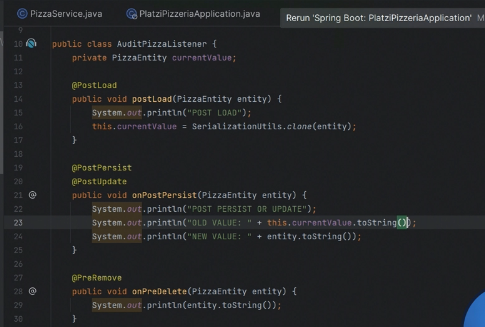 PizzaService.java
PlatziPizzeriaApplication.java
Rerun 'Spring Boot: PlatziPizzeriaApplication'
9
10 public class AuditPizzaListener {
11 private PizzaEntity currentValue;
12
13 @PostLoad
14 public void postLoad(PizzaEntity entity) {
15 System.out.println("POST LOAD");
16 this.currentValue = SerializationUtils.clone(entity);
17 }
18
19 @PostPersist
20 @PostUpdate
21 @ public void onPostPersist(PizzaEntity entity) {
22 System.out.println("POST PERSIST OR UPDATE");
23 System.out.println("OLD VALUE: " + this.currentValue.toString());
24 System.out.println("NEW VALUE: " + entity.toString());
25 }
26
27 @PreRemove
28 @ public void onPreDelete(PizzaEntity entity) {
29 System.out.println(entity.toString());
30 }